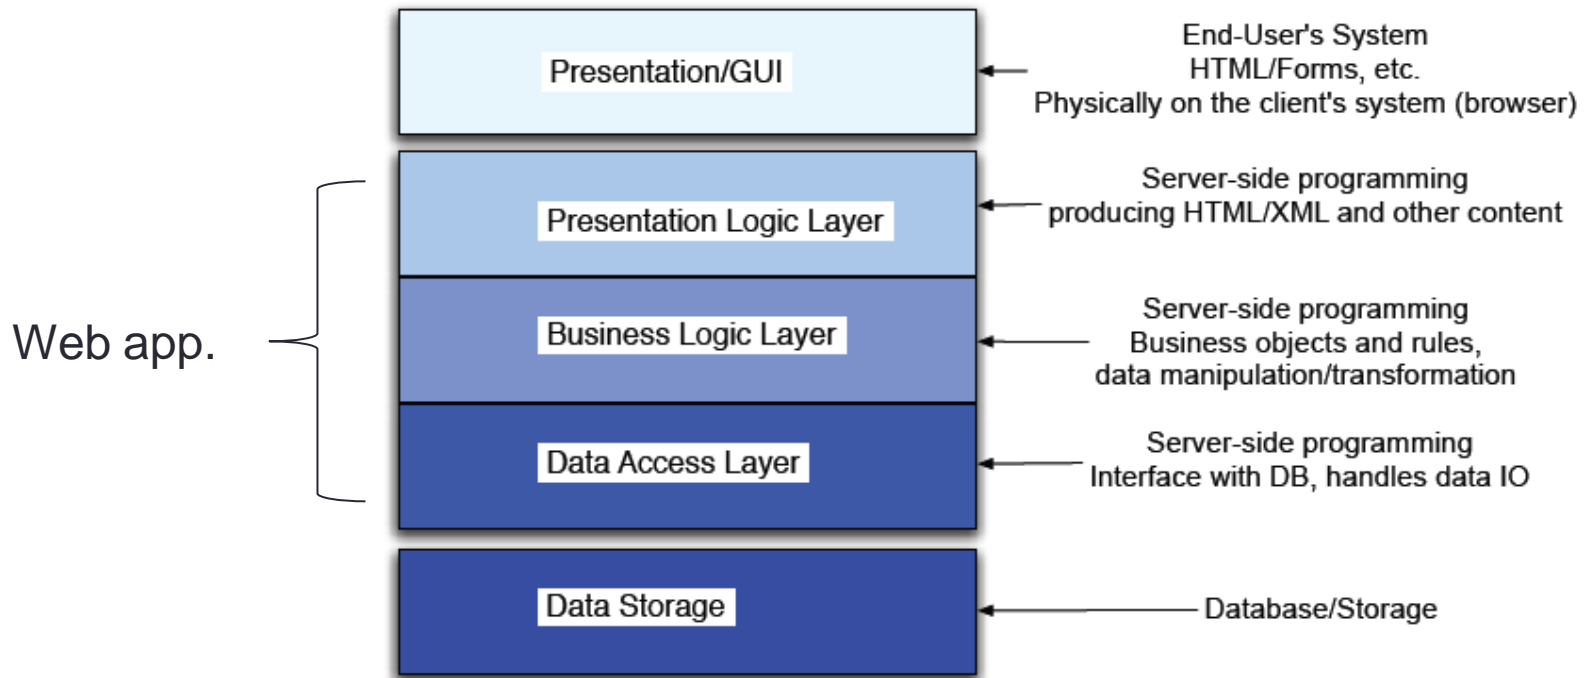 Presentation/GUI
End-User's System
HTML/Forms, etc.
Physically on the client's system (browser)
Presentation Logic Layer
Server-side programming
producing HTML/XML and other content
Web app.
Business Logic Layer
Server-side programming
Business objects and rules,
data manipulation/transformation
Data Access Layer
Server-side programming
Interface with DB, handles data IO
Data Storage
Database/Storage